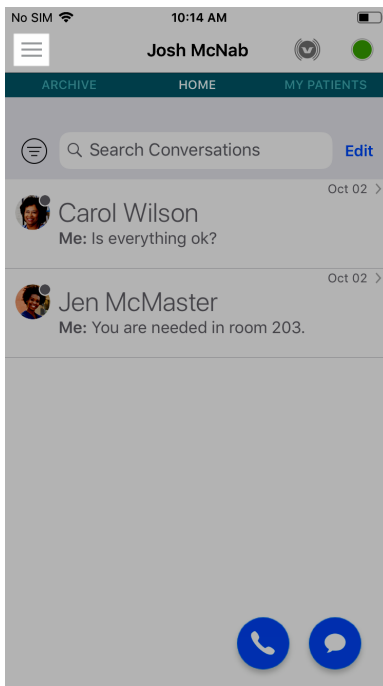 No SIM 10:14 AM
Josh McNab
ARCHIVE HOME MY PATIENTS
Search Conversations Edit
Oct 02
Carol Wilson
Me: Is everything ok?
Oct 02
Jen McMaster
Me: You are needed in room 203.